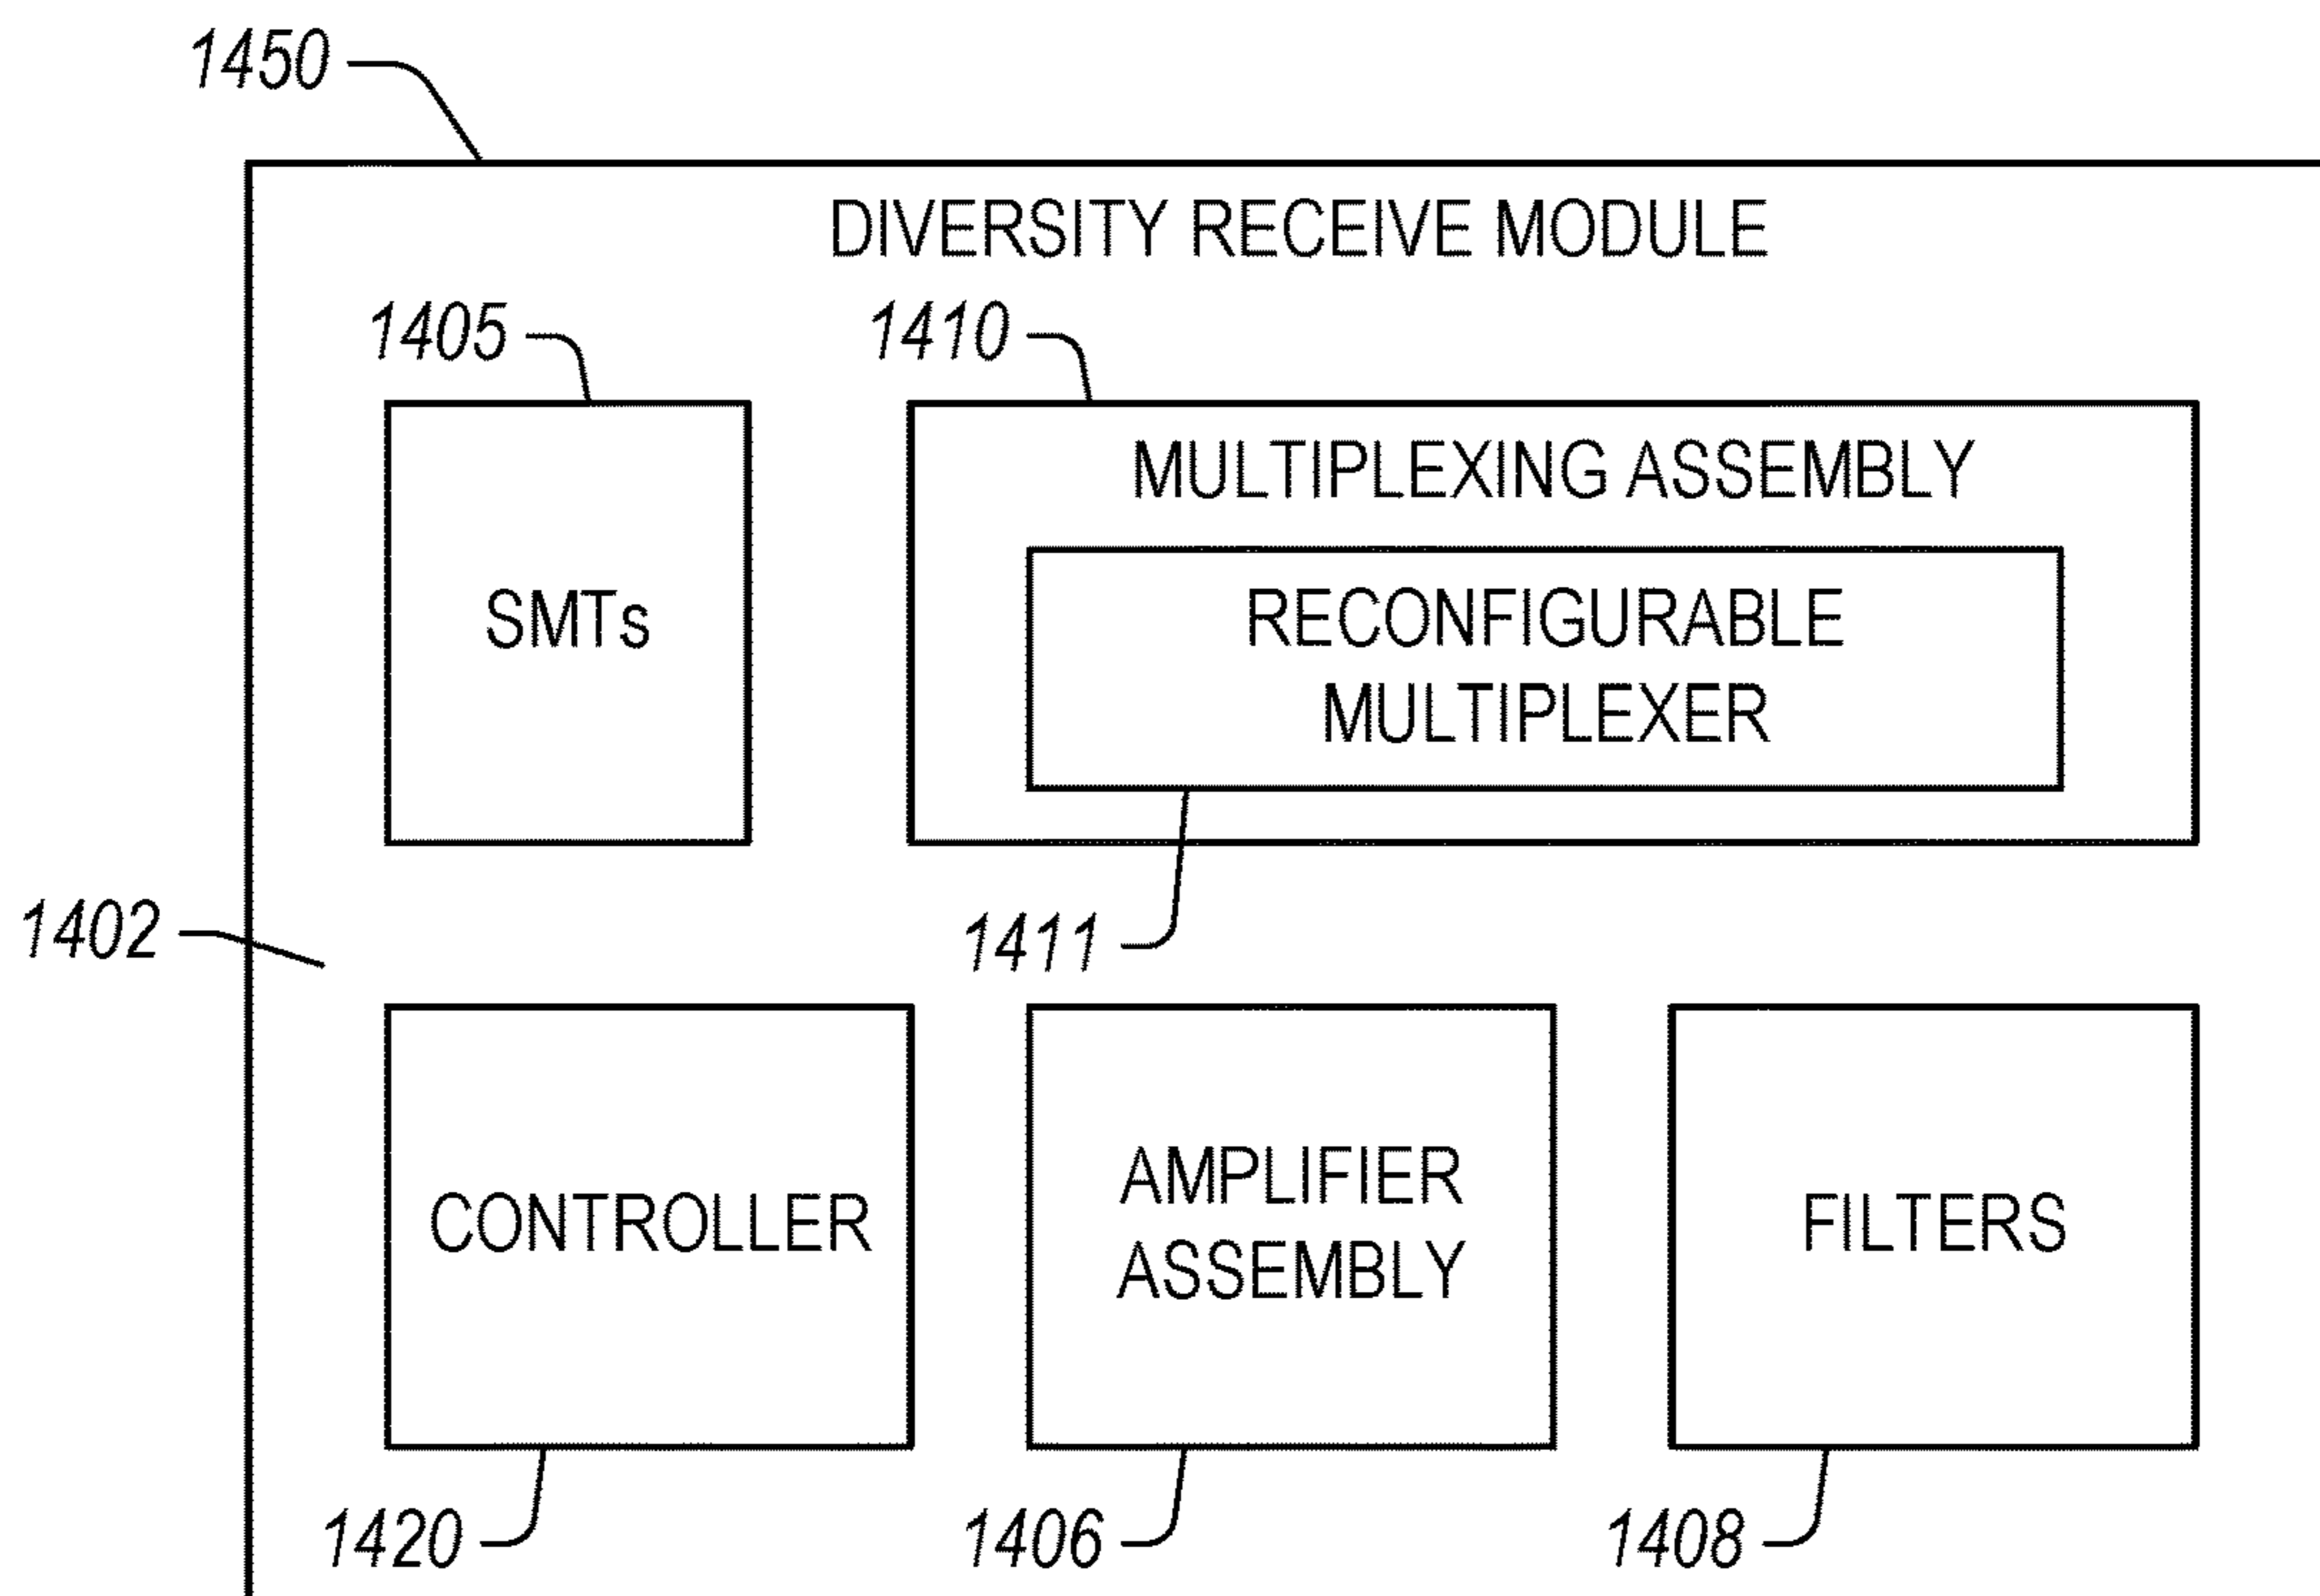 1450
DIVERSITY RECEIVE MODULE
1405
1410
MULTIPLEXING ASSEMBLY
SMTs
RECONFIGURABLE
MULTIPLEXER
1402
1411
CONTROLLER
AMPLIFIER
ASSEMBLY
FILTERS
1420
1406
1408